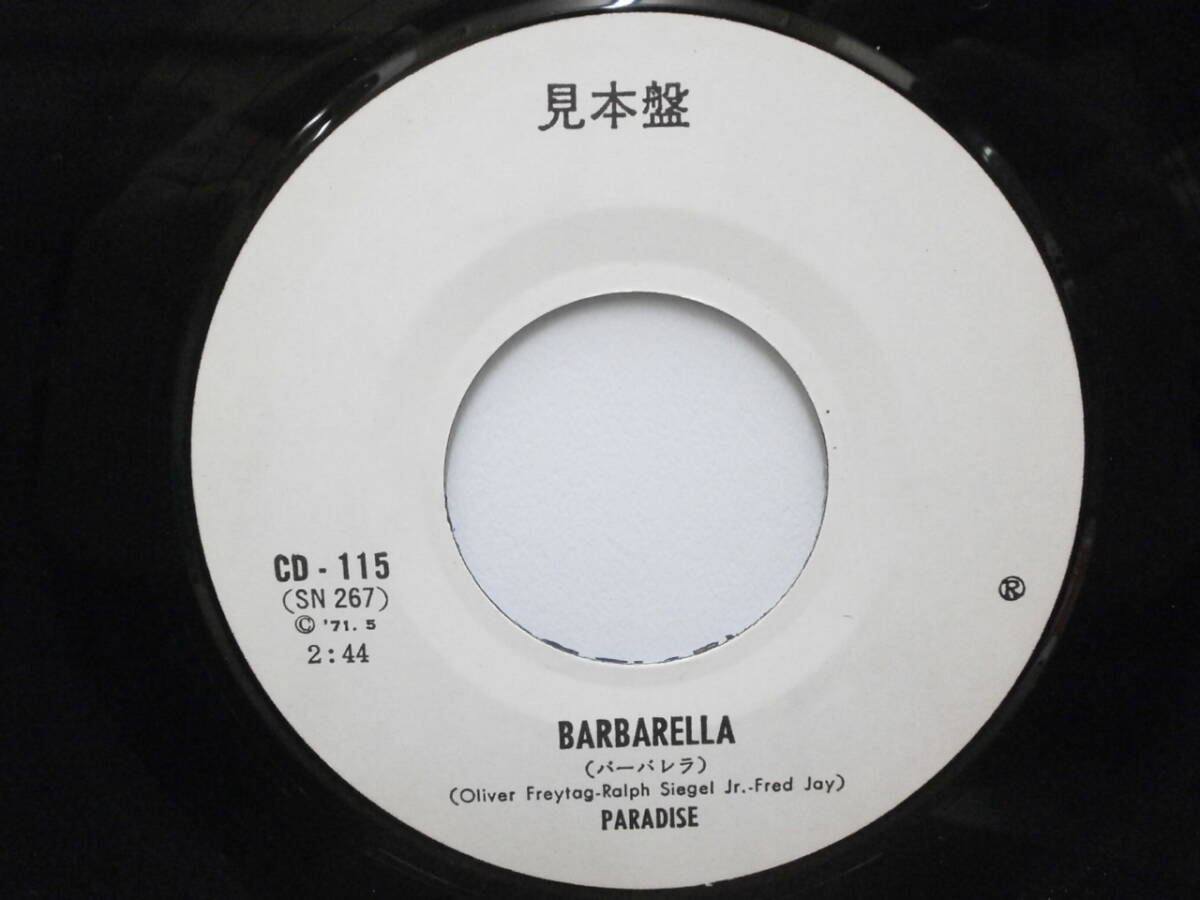 見本盤
CD - 115
(SN 267)
© '71. 5
2:44
®
BARBARELLA
(バーバレラ)
(Oliver Freytag-Ralph Siegel Jr.-Fred Jay)
PARADISE